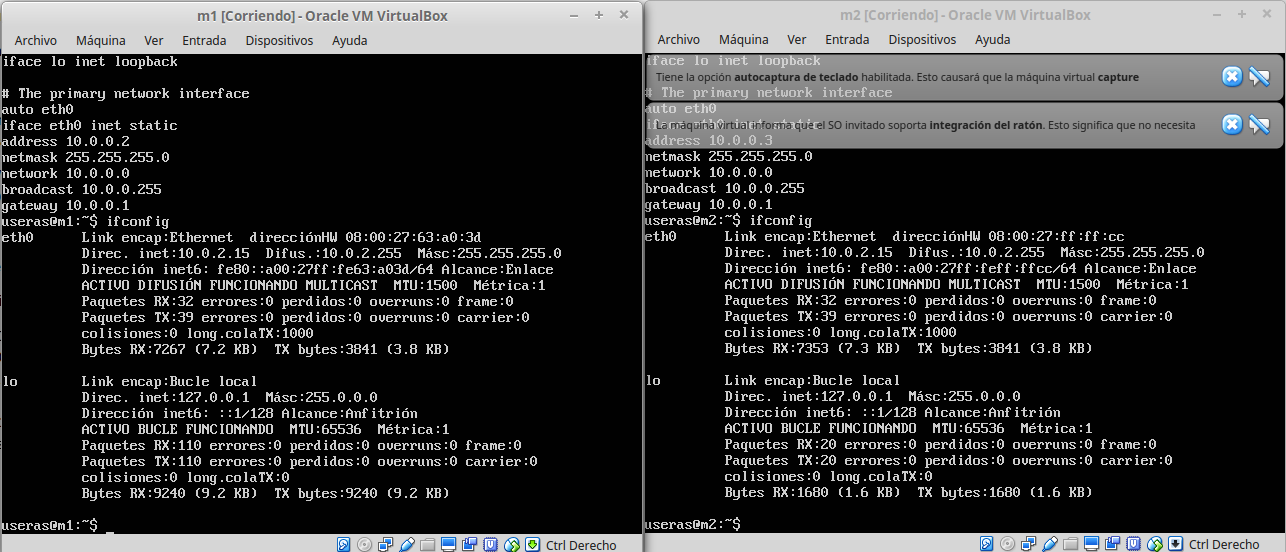 m1 [Corriendo] - Oracle VM VirtualBox
Archivo Máquina Ver Entrada Dispositivos Ayuda
iface lo inet loopback
# The primary network interface
auto eth0
iface eth0 inet static
address 10.0.0.2
netmask 255.255.255.0
network 10.0.0.0
broadcast 10.0.0.255
gateway 10.0.0.1
useras@m1:~$ ifconfig
eth0 Link encap:Ethernet direcciónHW 08:00:27:63:a0:3d
Direc. inet:10.0.2.15 Difus.:10.0.2.255 Másc:255.255.255.0
Dirección inet6: fe80::a00:27ff:fe63:a03d/64 Alcance:Enlace
ACTIVO DIFUSIÓN FUNCIONANDO MULTICAST MTU:1500 Métrica:1
Paquetes RX:32 errores:0 perdidos:0 overruns:0 frame:0
Paquetes TX:39 errores:0 perdidos:0 overruns:0 carrier:0
colisiones:0 long.colaTX:1000
Bytes RX:7267 (7.2 KB) TX bytes:3841 (3.8 KB)
lo Link encap:Bucle local
Direc. inet:127.0.0.1 Másc:255.0.0.0
Dirección inet6: ::1/128 Alcance:Anfitrión
ACTIVO BUCLE FUNCIONANDO MTU:65536 Métrica:1
Paquetes RX:110 errores:0 perdidos:0 overruns:0 frame:0
Paquetes TX:110 errores:0 perdidos:0 overruns:0 carrier:0
colisiones:0 long.colaTX:0
Bytes RX:9240 (9.2 KB) TX bytes:9240 (9.2 KB)
useras@m1:~$
Ctrl Derecho
m2 [Corriendo] - Oracle VM VirtualBox
Archivo Máquina Ver Entrada Dispositivos Ayuda
iface lo inet loopback
Tiene la opción autocaptura de teclado habilitada. Esto causará que la máquina virtual capture
# The primary network interface
auto eth0
La máquina virtual informa que el SO invitado soporta integración del ratón. Esto significa que no necesita
iface eth0 inet static
address 10.0.0.3
netmask 255.255.255.0
network 10.0.0.0
broadcast 10.0.0.255
gateway 10.0.0.1
useras@m2:~$ ifconfig
eth0 Link encap:Ethernet direcciónHW 08:00:27:ff:ff:cc
Direc. inet:10.0.2.15 Difus.:10.0.2.255 Másc:255.255.255.0
Dirección inet6: fe80::a00:27ff:feff:ffcc/64 Alcance:Enlace
ACTIVO DIFUSIÓN FUNCIONANDO MULTICAST MTU:1500 Métrica:1
Paquetes RX:32 errores:0 perdidos:0 overruns:0 frame:0
Paquetes TX:39 errores:0 perdidos:0 overruns:0 carrier:0
colisiones:0 long.colaTX:1000
Bytes RX:7353 (7.3 KB) TX bytes:3841 (3.8 KB)
lo Link encap:Bucle local
Direc. inet:127.0.0.1 Másc:255.0.0.0
Dirección inet6: ::1/128 Alcance:Anfitrión
ACTIVO BUCLE FUNCIONANDO MTU:65536 Métrica:1
Paquetes RX:20 errores:0 perdidos:0 overruns:0 frame:0
Paquetes TX:20 errores:0 perdidos:0 overruns:0 carrier:0
colisiones:0 long.colaTX:0
Bytes RX:1680 (1.6 KB) TX bytes:1680 (1.6 KB)
useras@m2:~$
Ctrl Derecho